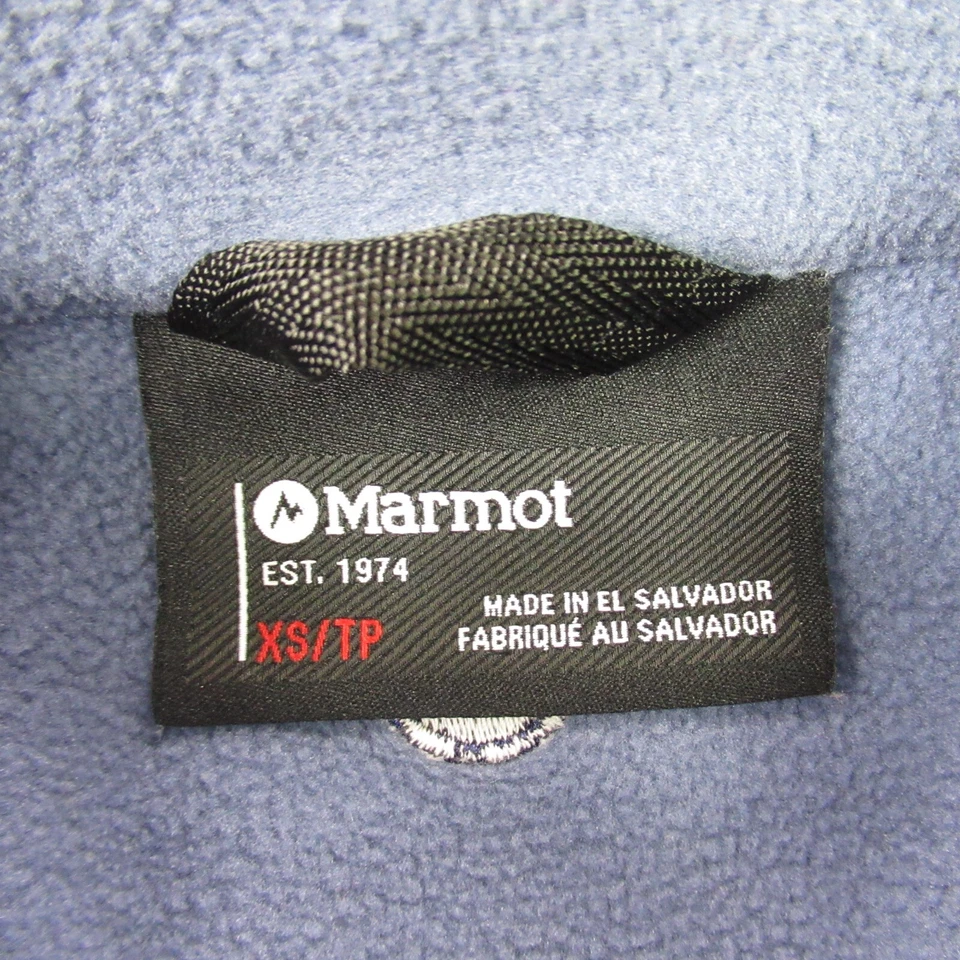 Marmot
EST. 1974
XS/TP
MADE IN EL SALVADOR
FABRIQUÉ AU SALVADOR